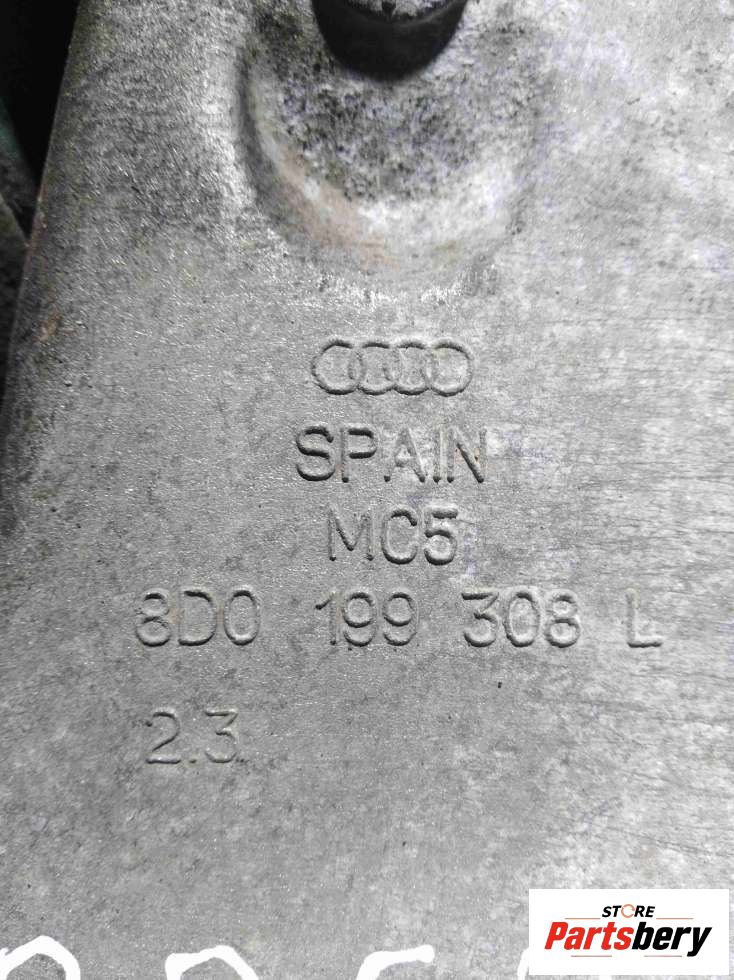 SPAIN
MC5
8D0 199 308 L
2.3
STORE
Partsbery